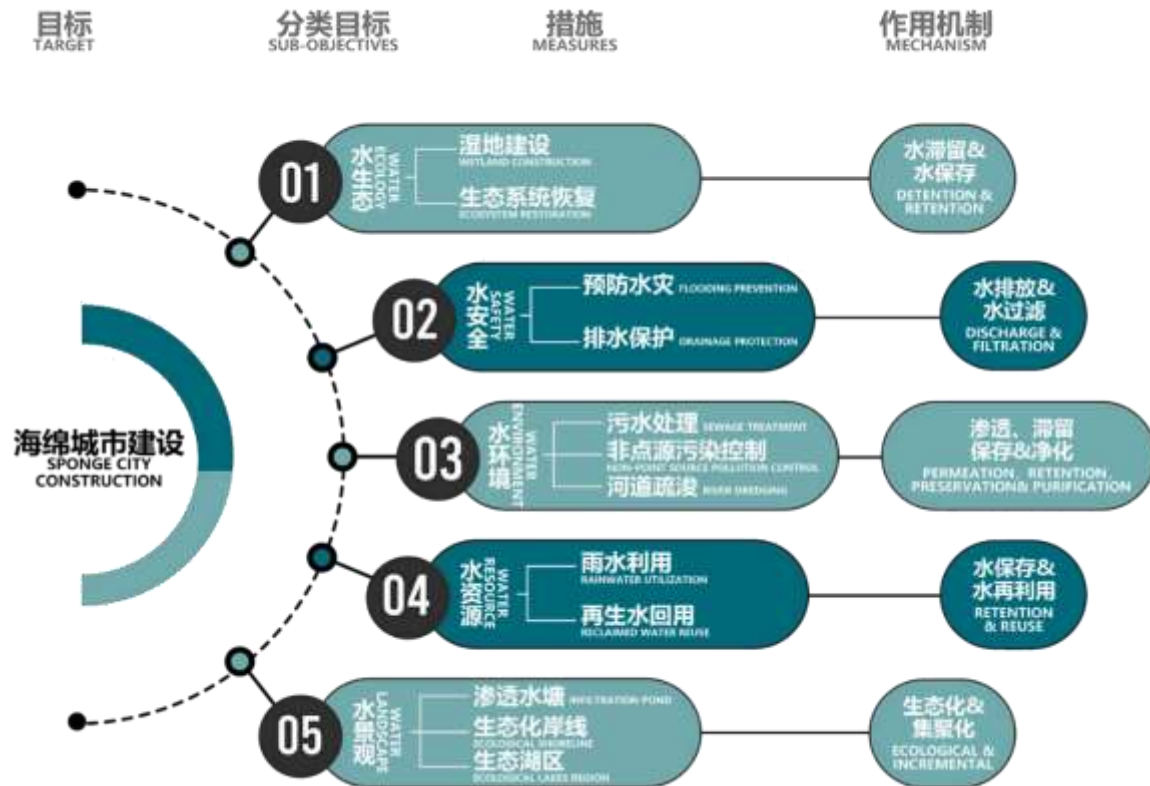 目标
TARGET
分类目标
SUB-OBJECTIVES
措施
MEASURES
作用机制
MECHANISM
海绵城市建设
SPONGE CITY
CONSTRUCTION
01
水生态
WATER
ECOLOGY
湿地建设
WETLAND CONSTRUCTION
生态系统恢复
ECOSYSTEM RESTORATION
水滞留&
水保存
DETENTION &
RETENTION
02
水安全
WATER
SAFETY
预防水灾 FLOODING PREVENTION
排水保护 DRAINAGE PROTECTION
水排放&
水过滤
DISCHARGE &
FILTRATION
03
水环境
WATER
ENVIRONMENT
污水处理 SEWAGE TREATMENT
非点源污染控制
NON-POINT SOURCE POLLUTION CONTROL
河道疏浚 RIVER DREDGING
渗透、滞留
保存&净化
PERMEATION, RETENTION,
PRESERVATION& PURIFICATION
04
水资源
WATER
RESOURCE
雨水利用
RAINWATER UTILIZATION
再生水回用
RECLAIMED WATER REUSE
水保存&
水再利用
RETENTION
& REUSE
05
水景观
WATER
LANDSCAPE
渗透水塘 INFILTRATION POND
生态化岸线
ECOLOGICAL SHORELINE
生态湖区
ECOLOGICAL LAKES REGION
生态化&
集聚化
ECOLOGICAL &
INCREMENTAL